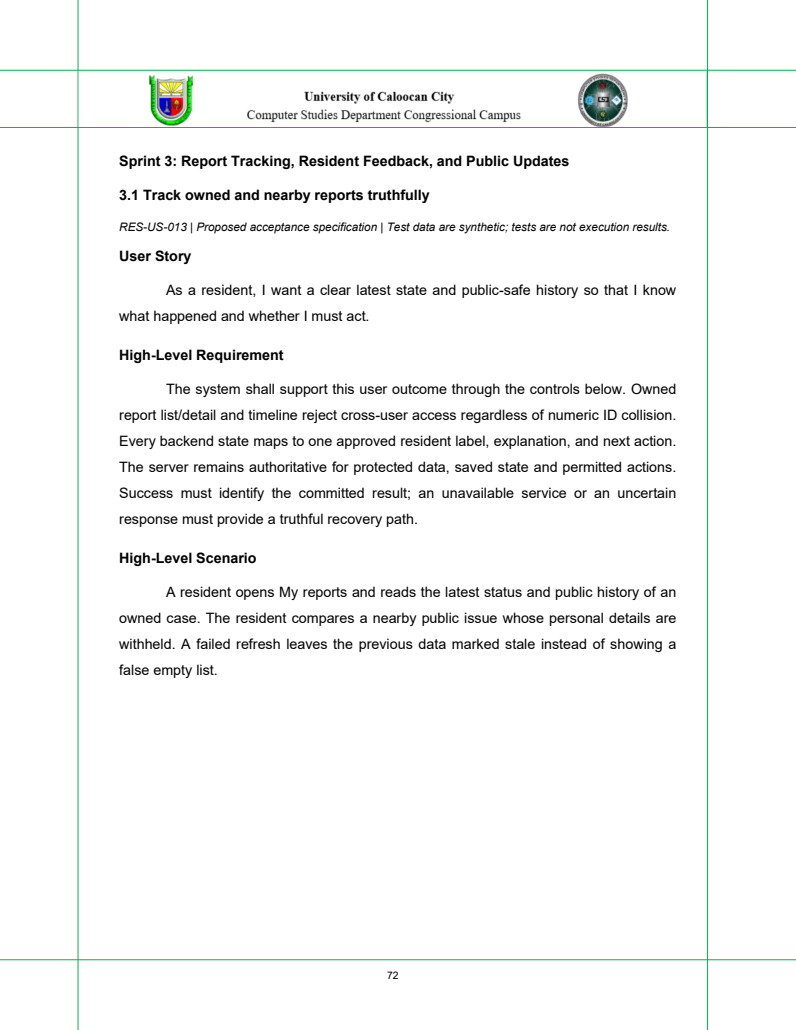 University of Caloocan City
Computer Studies Department Congressional Campus
Sprint 3: Report Tracking, Resident Feedback, and Public Updates
3.1 Track owned and nearby reports truthfully
RES-US-013 | Proposed acceptance specification | Test data are synthetic; tests are not execution results.
User Story
As a resident, I want a clear latest state and public-safe history so that I know
what happened and whether I must act.
High-Level Requirement
The system shall support this user outcome through the controls below. Owned
report list/detail and timeline reject cross-user access regardless of numeric ID collision.
Every backend state maps to one approved resident label, explanation, and next action.
The server remains authoritative for protected data, saved state and permitted actions.
Success must identify the committed result; an unavailable service or an uncertain
response must provide a truthful recovery path.
High-Level Scenario
A resident opens My reports and reads the latest status and public history of an
owned case. The resident compares a nearby public issue whose personal details are
withheld. A failed refresh leaves the previous data marked stale instead of showing a
false empty list.
72